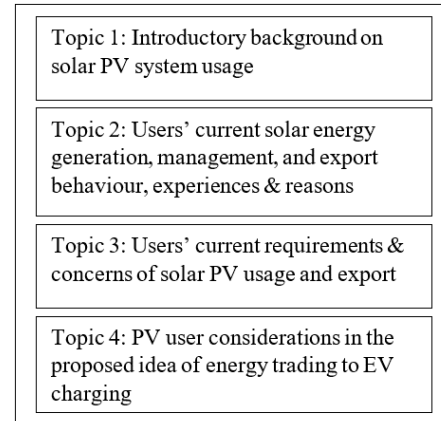 Topic 1: Introductory background on
solar PV system usage
Topic 2: Users' current solar energy
generation, management, and export
behaviour, experiences & reasons
Topic 3: Users' current requirements &
concerns of solar PV usage and export
Topic 4: PV user considerations in the
proposed idea of energy trading to EV
charging